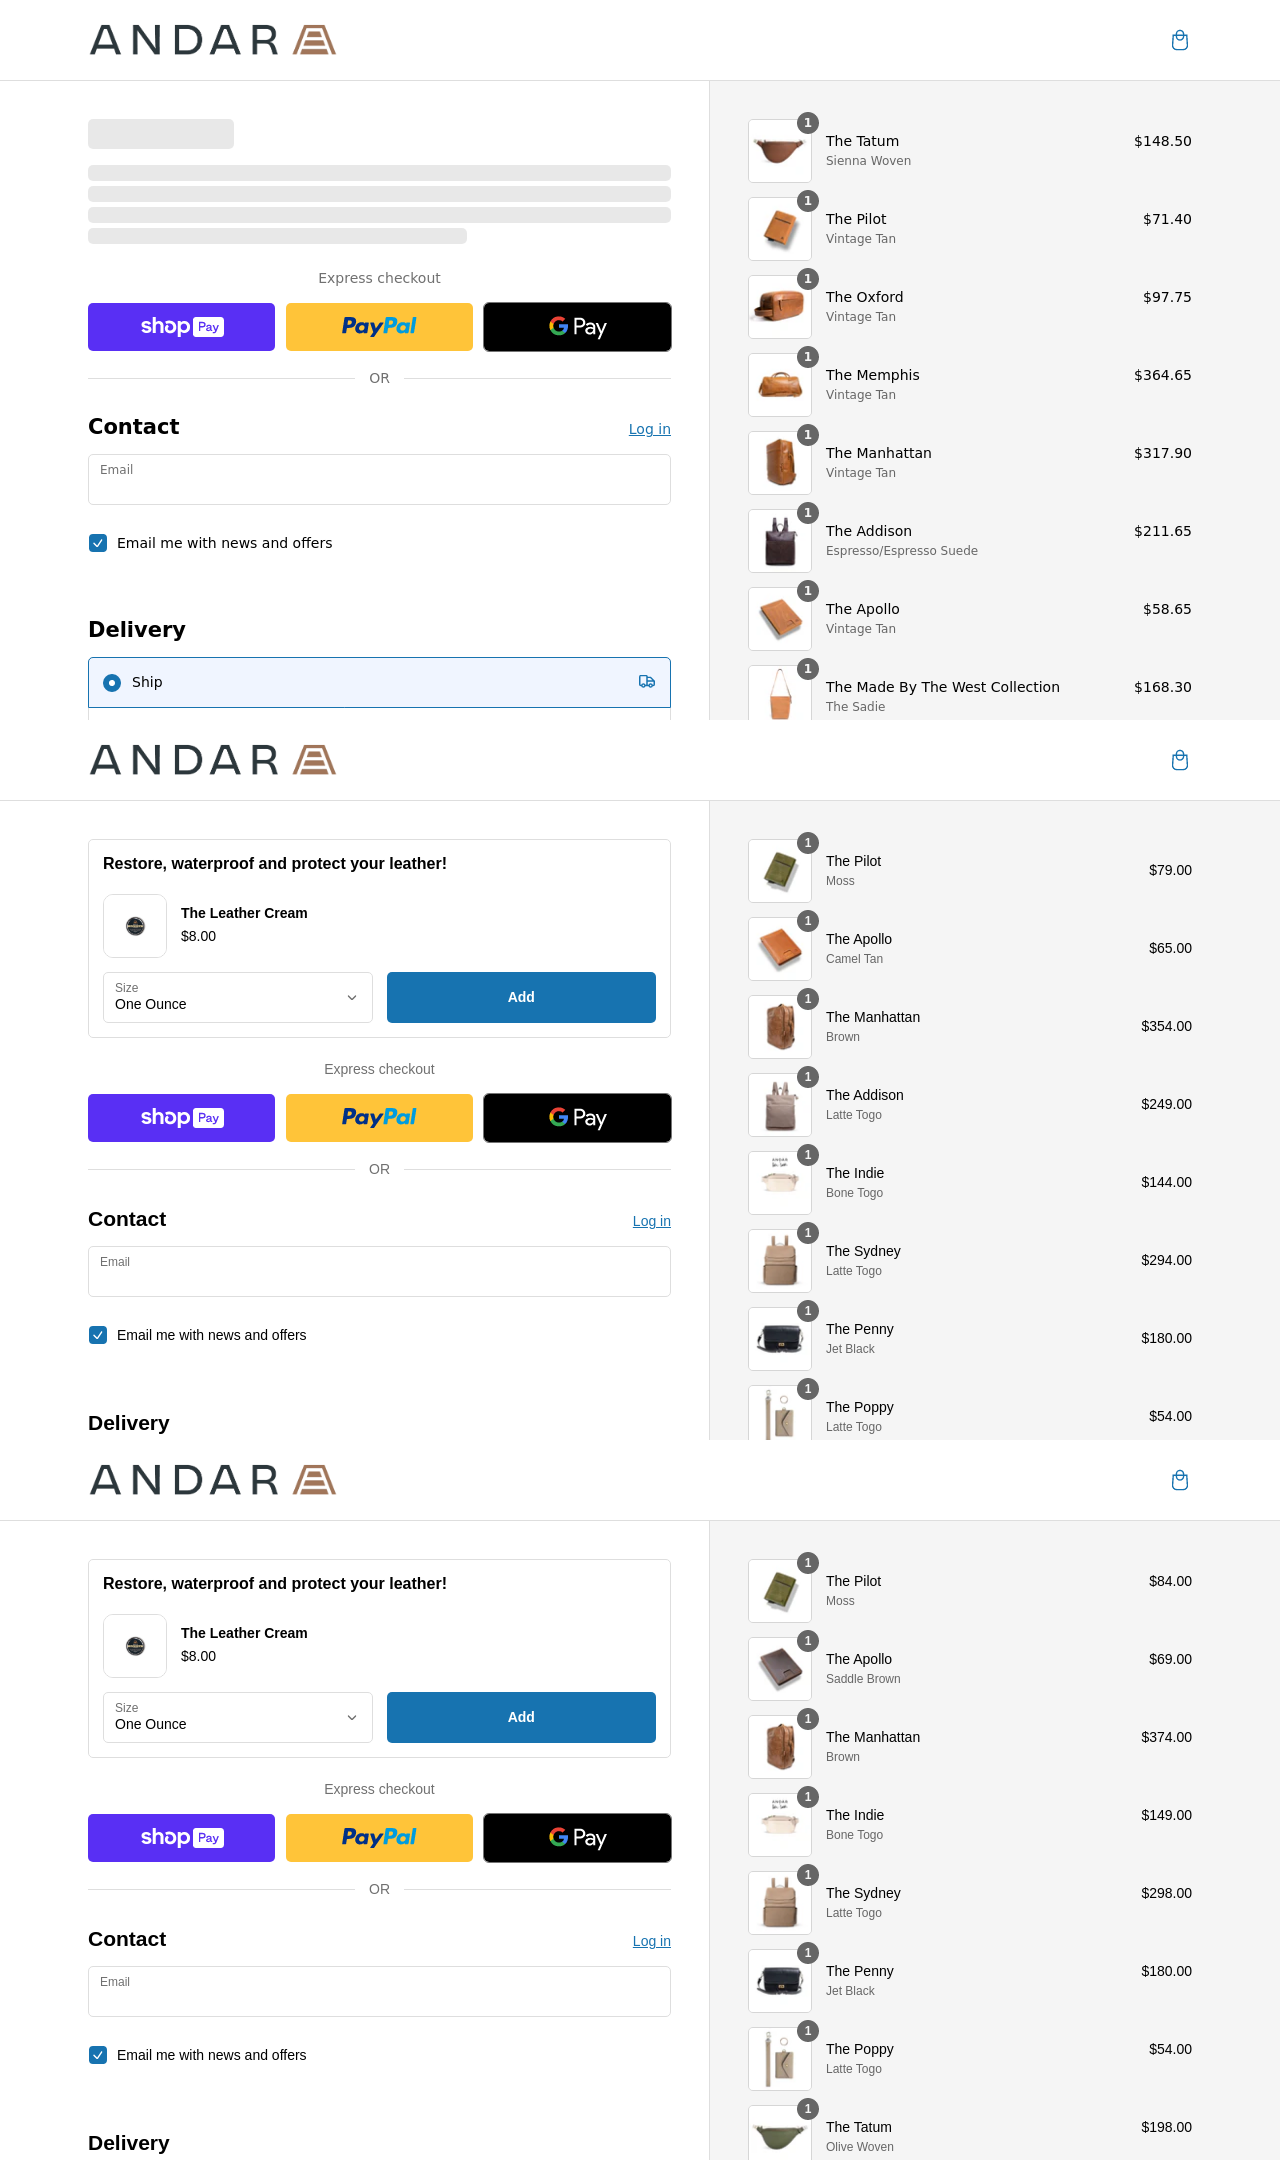 ANDAR
Express checkout
shop Pay
PayPal
G Pay
OR
Contact
Log in
Email
Email me with news and offers
Delivery
Ship
1
The Tatum
$148.50
Sienna Woven
1
The Pilot
$71.40
Vintage Tan
1
The Oxford
$97.75
Vintage Tan
1
The Memphis
$364.65
Vintage Tan
1
The Manhattan
$317.90
Vintage Tan
1
The Addison
$211.65
Espresso/Espresso Suede
1
The Apollo
$58.65
Vintage Tan
1
The Made By The West Collection
$168.30
The Sadie
ANDAR
Restore, waterproof and protect your leather!
The Leather Cream
$8.00
Size
One Ounce
Add
Express checkout
shop Pay
PayPal
G Pay
OR
Contact
Log in
Email
Email me with news and offers
Delivery
1
The Pilot
Moss
$79.00
1
The Apollo
Camel Tan
$65.00
1
The Manhattan
Brown
$354.00
1
The Addison
Latte Togo
$249.00
1
ANDAR
The Indie
Bone Togo
$144.00
1
The Sydney
Latte Togo
$294.00
1
The Penny
Jet Black
$180.00
1
The Poppy
Latte Togo
$54.00
ANDAR
Restore, waterproof and protect your leather!
The Leather Cream
$8.00
Size
One Ounce
Add
Express checkout
shop Pay
PayPal
G Pay
OR
Contact
Log in
Email
Email me with news and offers
Delivery
1
The Pilot
$84.00
Moss
1
The Apollo
$69.00
Saddle Brown
1
The Manhattan
$374.00
Brown
1
ANDAR
The Indie
$149.00
Bone Togo
1
The Sydney
$298.00
Latte Togo
1
The Penny
$180.00
Jet Black
1
The Poppy
$54.00
Latte Togo
1
The Tatum
$198.00
Olive Woven